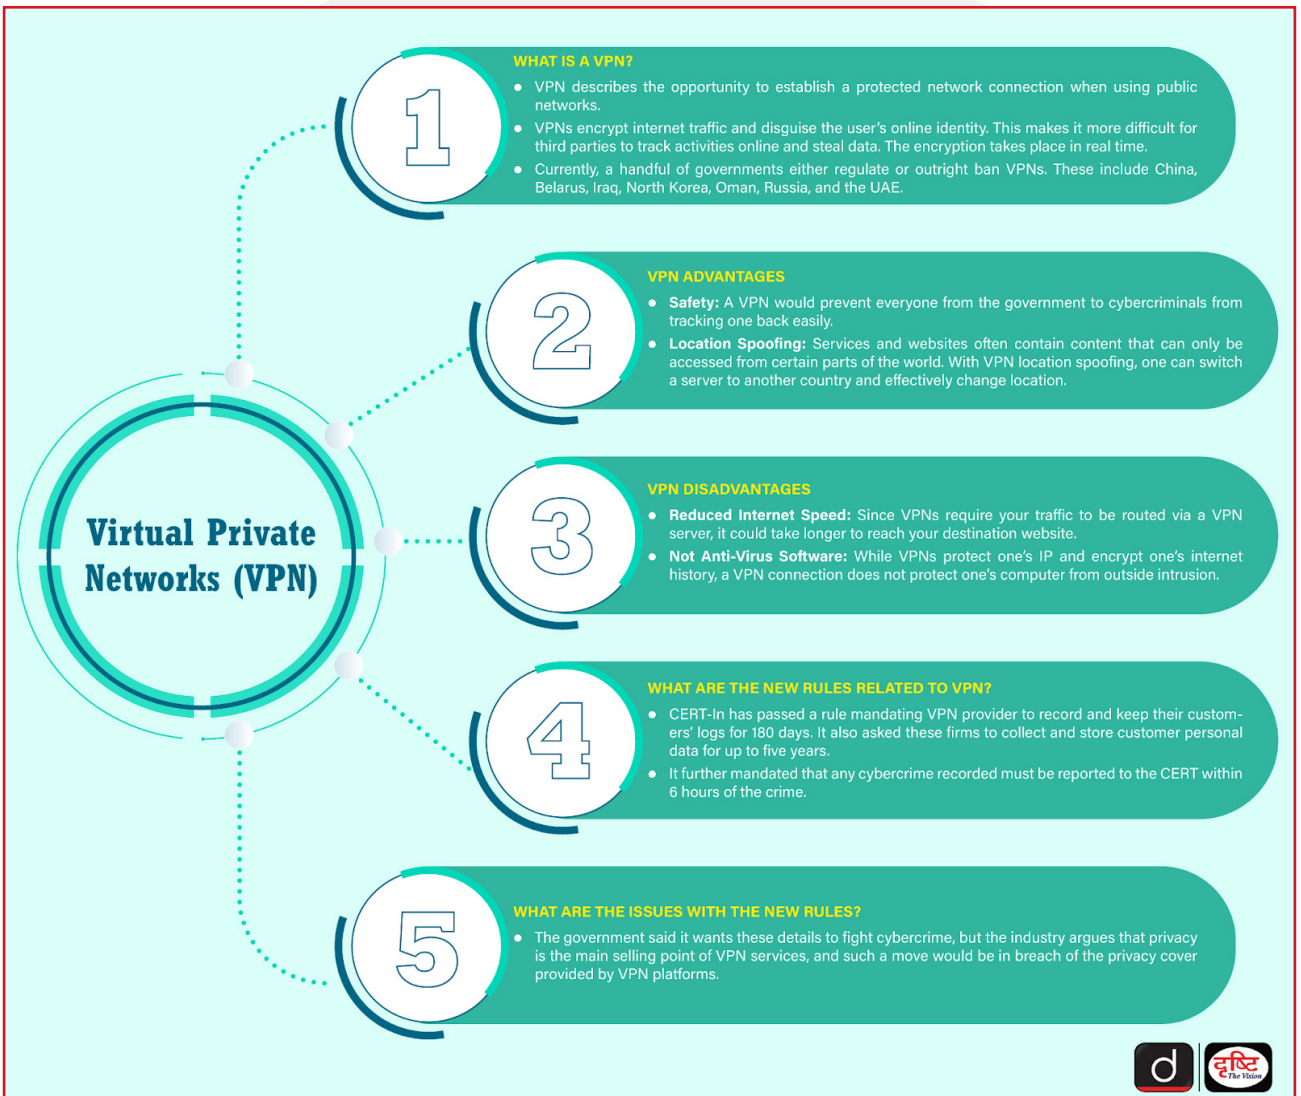 1
WHAT IS A VPN?
● VPN describes the opportunity to establish a protected network connection when using public
networks.
● VPNs encrypt internet traffic and disguise the user's online identity. This makes it more difficult for
third parties to track activities online and steal data. The encryption takes place in real time.
● Currently, a handful of governments either regulate or outright ban VPNs. These include China,
Belarus, Iraq, North Korea, Oman, Russia, and the UAE.
2
VPN ADVANTAGES
● Safety: A VPN would prevent everyone from the government to cybercriminals from
tracking one back easily.
● Location Spoofing: Services and websites often contain content that can only be
accessed from certain parts of the world. With VPN location spoofing, one can switch
a server to another country and effectively change location.
Virtual Private
Networks (VPN)
3
VPN DISADVANTAGES
● Reduced Internet Speed: Since VPNs require your traffic to be routed via a VPN
server, it could take longer to reach your destination website.
● Not Anti-Virus Software: While VPNs protect one's IP and encrypt one's internet
history, a VPN connection does not protect one's computer from outside intrusion.
4
WHAT ARE THE NEW RULES RELATED TO VPN?
● CERT-In has passed a rule mandating VPN provider to record and keep their custom-
ers' logs for 180 days. It also asked these firms to collect and store customer personal
data for up to five years.
● It further mandated that any cybercrime recorded must be reported to the CERT within
6 hours of the crime.
5
WHAT ARE THE ISSUES WITH THE NEW RULES?
● The government said it wants these details to fight cybercrime, but the industry argues that privacy
is the main selling point of VPN services, and such a move would be in breach of the privacy cover
provided by VPN platforms.
d
दृष्टि
The Vision